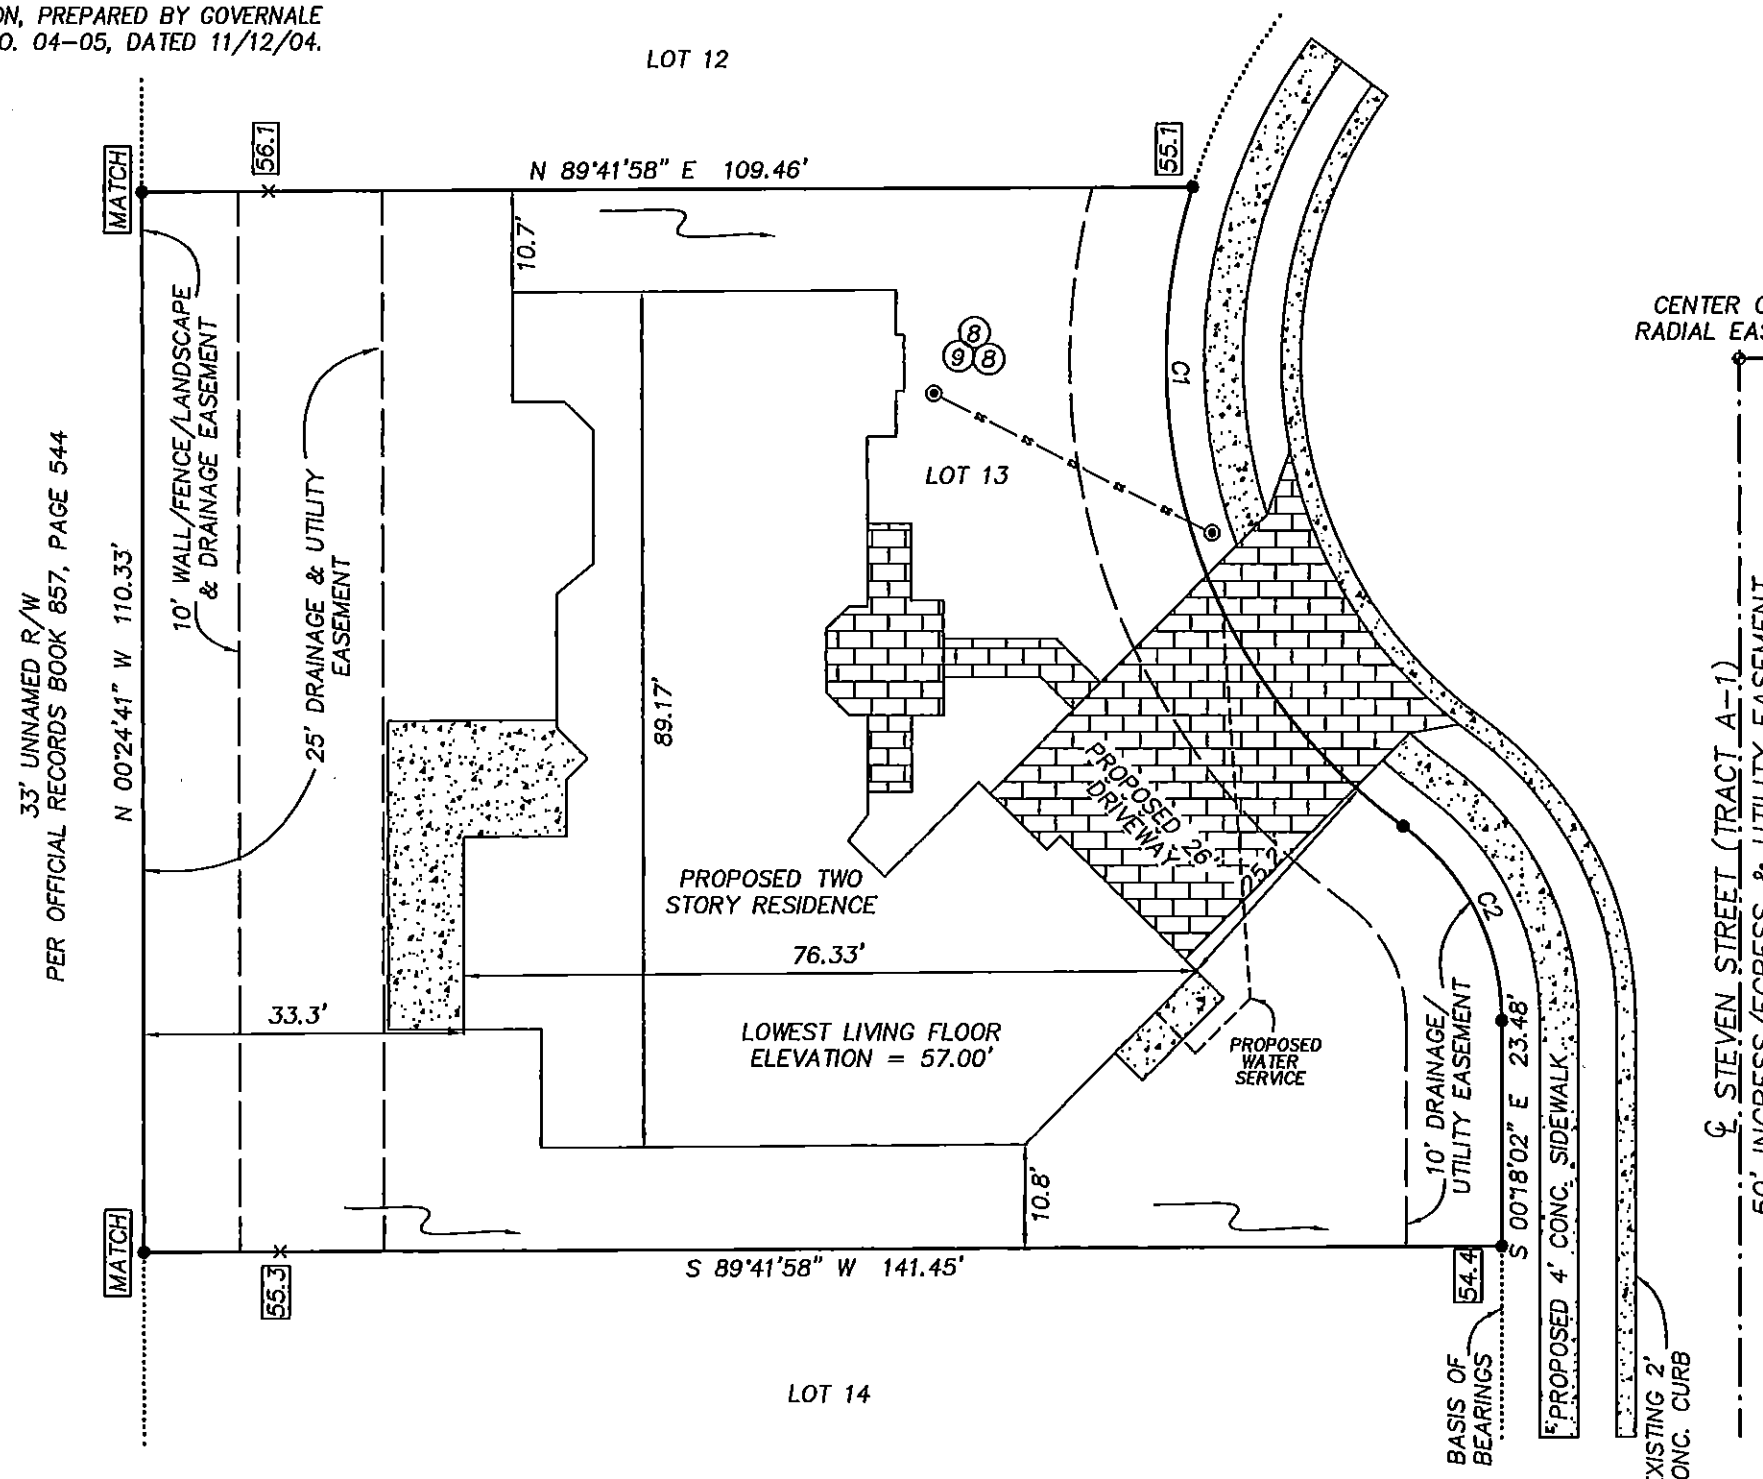 ON, PREPARED BY GOVERNALE
O. 04-05, DATED 11/12/04.
LOT 12
MATCH
56.1
N 89°41'58" E 109.46'
55.1
10.7'
CENTER O
RADIAL EAS
10' WALL/FENCE/LANDSCAPE
& DRAINAGE EASEMENT
25' DRAINAGE & UTILITY
EASEMENT
8
9 8
C1
LOT 13
33' UNNAMED R/W
PER OFFICIAL RECORDS BOOK 857, PAGE 544
N 00°24'41" W 110.33'
89.17'
PROPOSED 26'
DRIVEWAY
25.2
PROPOSED TWO
STORY RESIDENCE
76.33'
C2
33.3'
LOWEST LIVING FLOOR
ELEVATION = 57.00'
PROPOSED
WATER
SERVICE
10' DRAINAGE/
UTILITY EASEMENT
S 00°18'02" E 23.48'
PROPOSED 4' CONC. SIDEWALK
℄ STEVEN STREET (TRACT A-1)
50' INGRESS/EGRESS & UTILITY EASEMENT
10.8'
MATCH
55.3
S 89°41'58" W 141.45'
54.4
BASIS OF
BEARINGS
5'
XISTING 2'
ONC. CURB
LOT 14